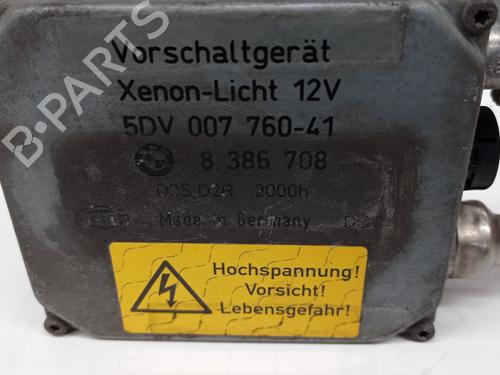 Vorschaltgerät
Xenon-Licht 12V
5DV 007 760-41
8 386 708
D2S,D2R 2000h
Made in Germany
Hochspannung!
Vorsicht!
Lebensgefahr!